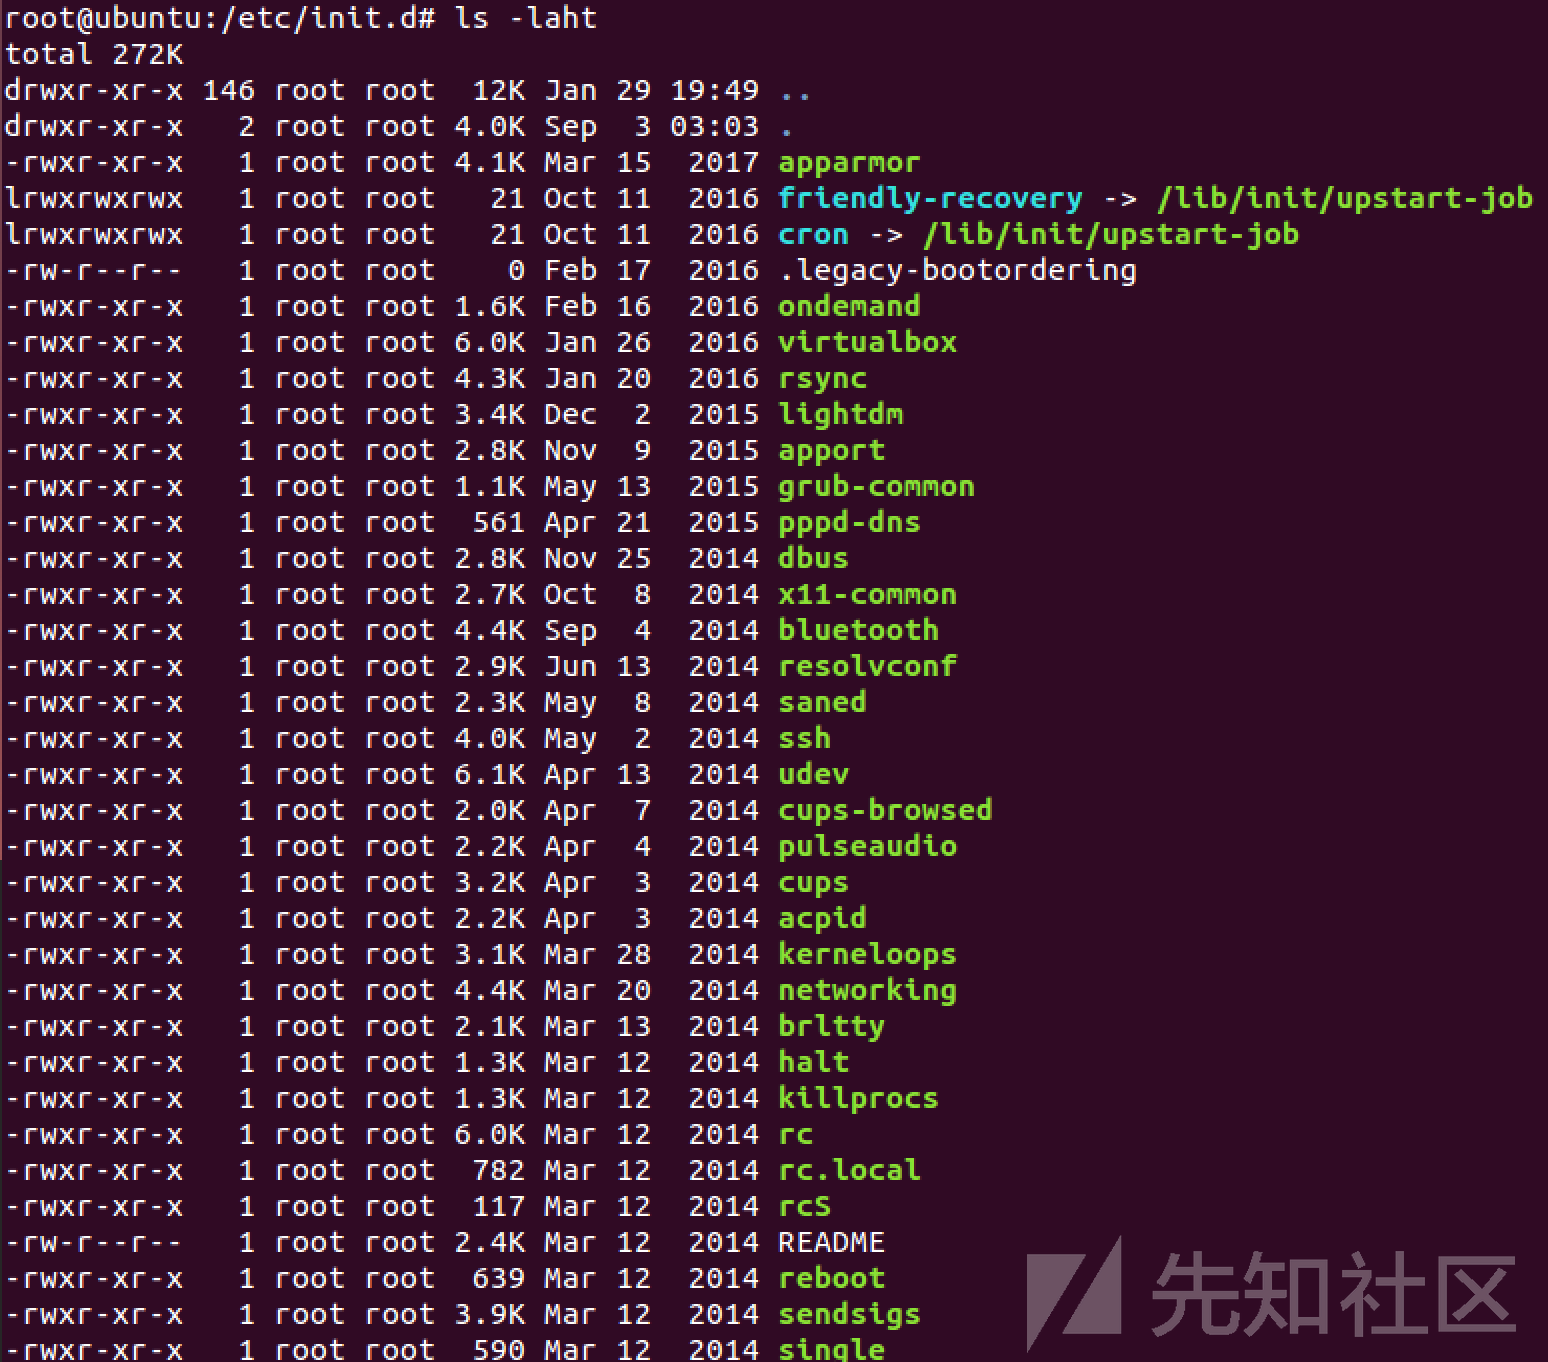 root@ubuntu:/etc/init.d# ls -laht
total 272K
drwxr-xr-x 146 root root  12K Jan 29 19:49 ..
drwxr-xr-x   2 root root 4.0K Sep  3 03:03 .
-rwxr-xr-x   1 root root 4.1K Mar 15  2017 apparmor
lrwxrwxrwx   1 root root   21 Oct 11  2016 friendly-recovery -> /lib/init/upstart-job
lrwxrwxrwx   1 root root   21 Oct 11  2016 cron -> /lib/init/upstart-job
-rw-r--r--   1 root root    0 Feb 17  2016 .legacy-bootordering
-rwxr-xr-x   1 root root 1.6K Feb 16  2016 ondemand
-rwxr-xr-x   1 root root 6.0K Jan 26  2016 virtualbox
-rwxr-xr-x   1 root root 4.3K Jan 20  2016 rsync
-rwxr-xr-x   1 root root 3.4K Dec  2  2015 lightdm
-rwxr-xr-x   1 root root 2.8K Nov  9  2015 apport
-rwxr-xr-x   1 root root 1.1K May 13  2015 grub-common
-rwxr-xr-x   1 root root  561 Apr 21  2015 pppd-dns
-rwxr-xr-x   1 root root 2.8K Nov 25  2014 dbus
-rwxr-xr-x   1 root root 2.7K Oct  8  2014 x11-common
-rwxr-xr-x   1 root root 4.4K Sep  4  2014 bluetooth
-rwxr-xr-x   1 root root 2.9K Jun 13  2014 resolvconf
-rwxr-xr-x   1 root root 2.3K May  8  2014 saned
-rwxr-xr-x   1 root root 4.0K May  2  2014 ssh
-rwxr-xr-x   1 root root 6.1K Apr 13  2014 udev
-rwxr-xr-x   1 root root 2.0K Apr  7  2014 cups-browsed
-rwxr-xr-x   1 root root 2.2K Apr  4  2014 pulseaudio
-rwxr-xr-x   1 root root 3.2K Apr  3  2014 cups
-rwxr-xr-x   1 root root 2.2K Apr  3  2014 acpid
-rwxr-xr-x   1 root root 3.1K Mar 28  2014 kerneloops
-rwxr-xr-x   1 root root 4.4K Mar 20  2014 networking
-rwxr-xr-x   1 root root 2.1K Mar 13  2014 brltty
-rwxr-xr-x   1 root root 1.3K Mar 12  2014 halt
-rwxr-xr-x   1 root root 1.3K Mar 12  2014 killprocs
-rwxr-xr-x   1 root root 6.0K Mar 12  2014 rc
-rwxr-xr-x   1 root root  782 Mar 12  2014 rc.local
-rwxr-xr-x   1 root root  117 Mar 12  2014 rcS
-rw-r--r--   1 root root 2.4K Mar 12  2014 README
-rwxr-xr-x   1 root root  639 Mar 12  2014 reboot
-rwxr-xr-x   1 root root 3.9K Mar 12  2014 sendsigs
-rwxr-xr-x   1 root root  590 Mar 12  2014 single
先知社区